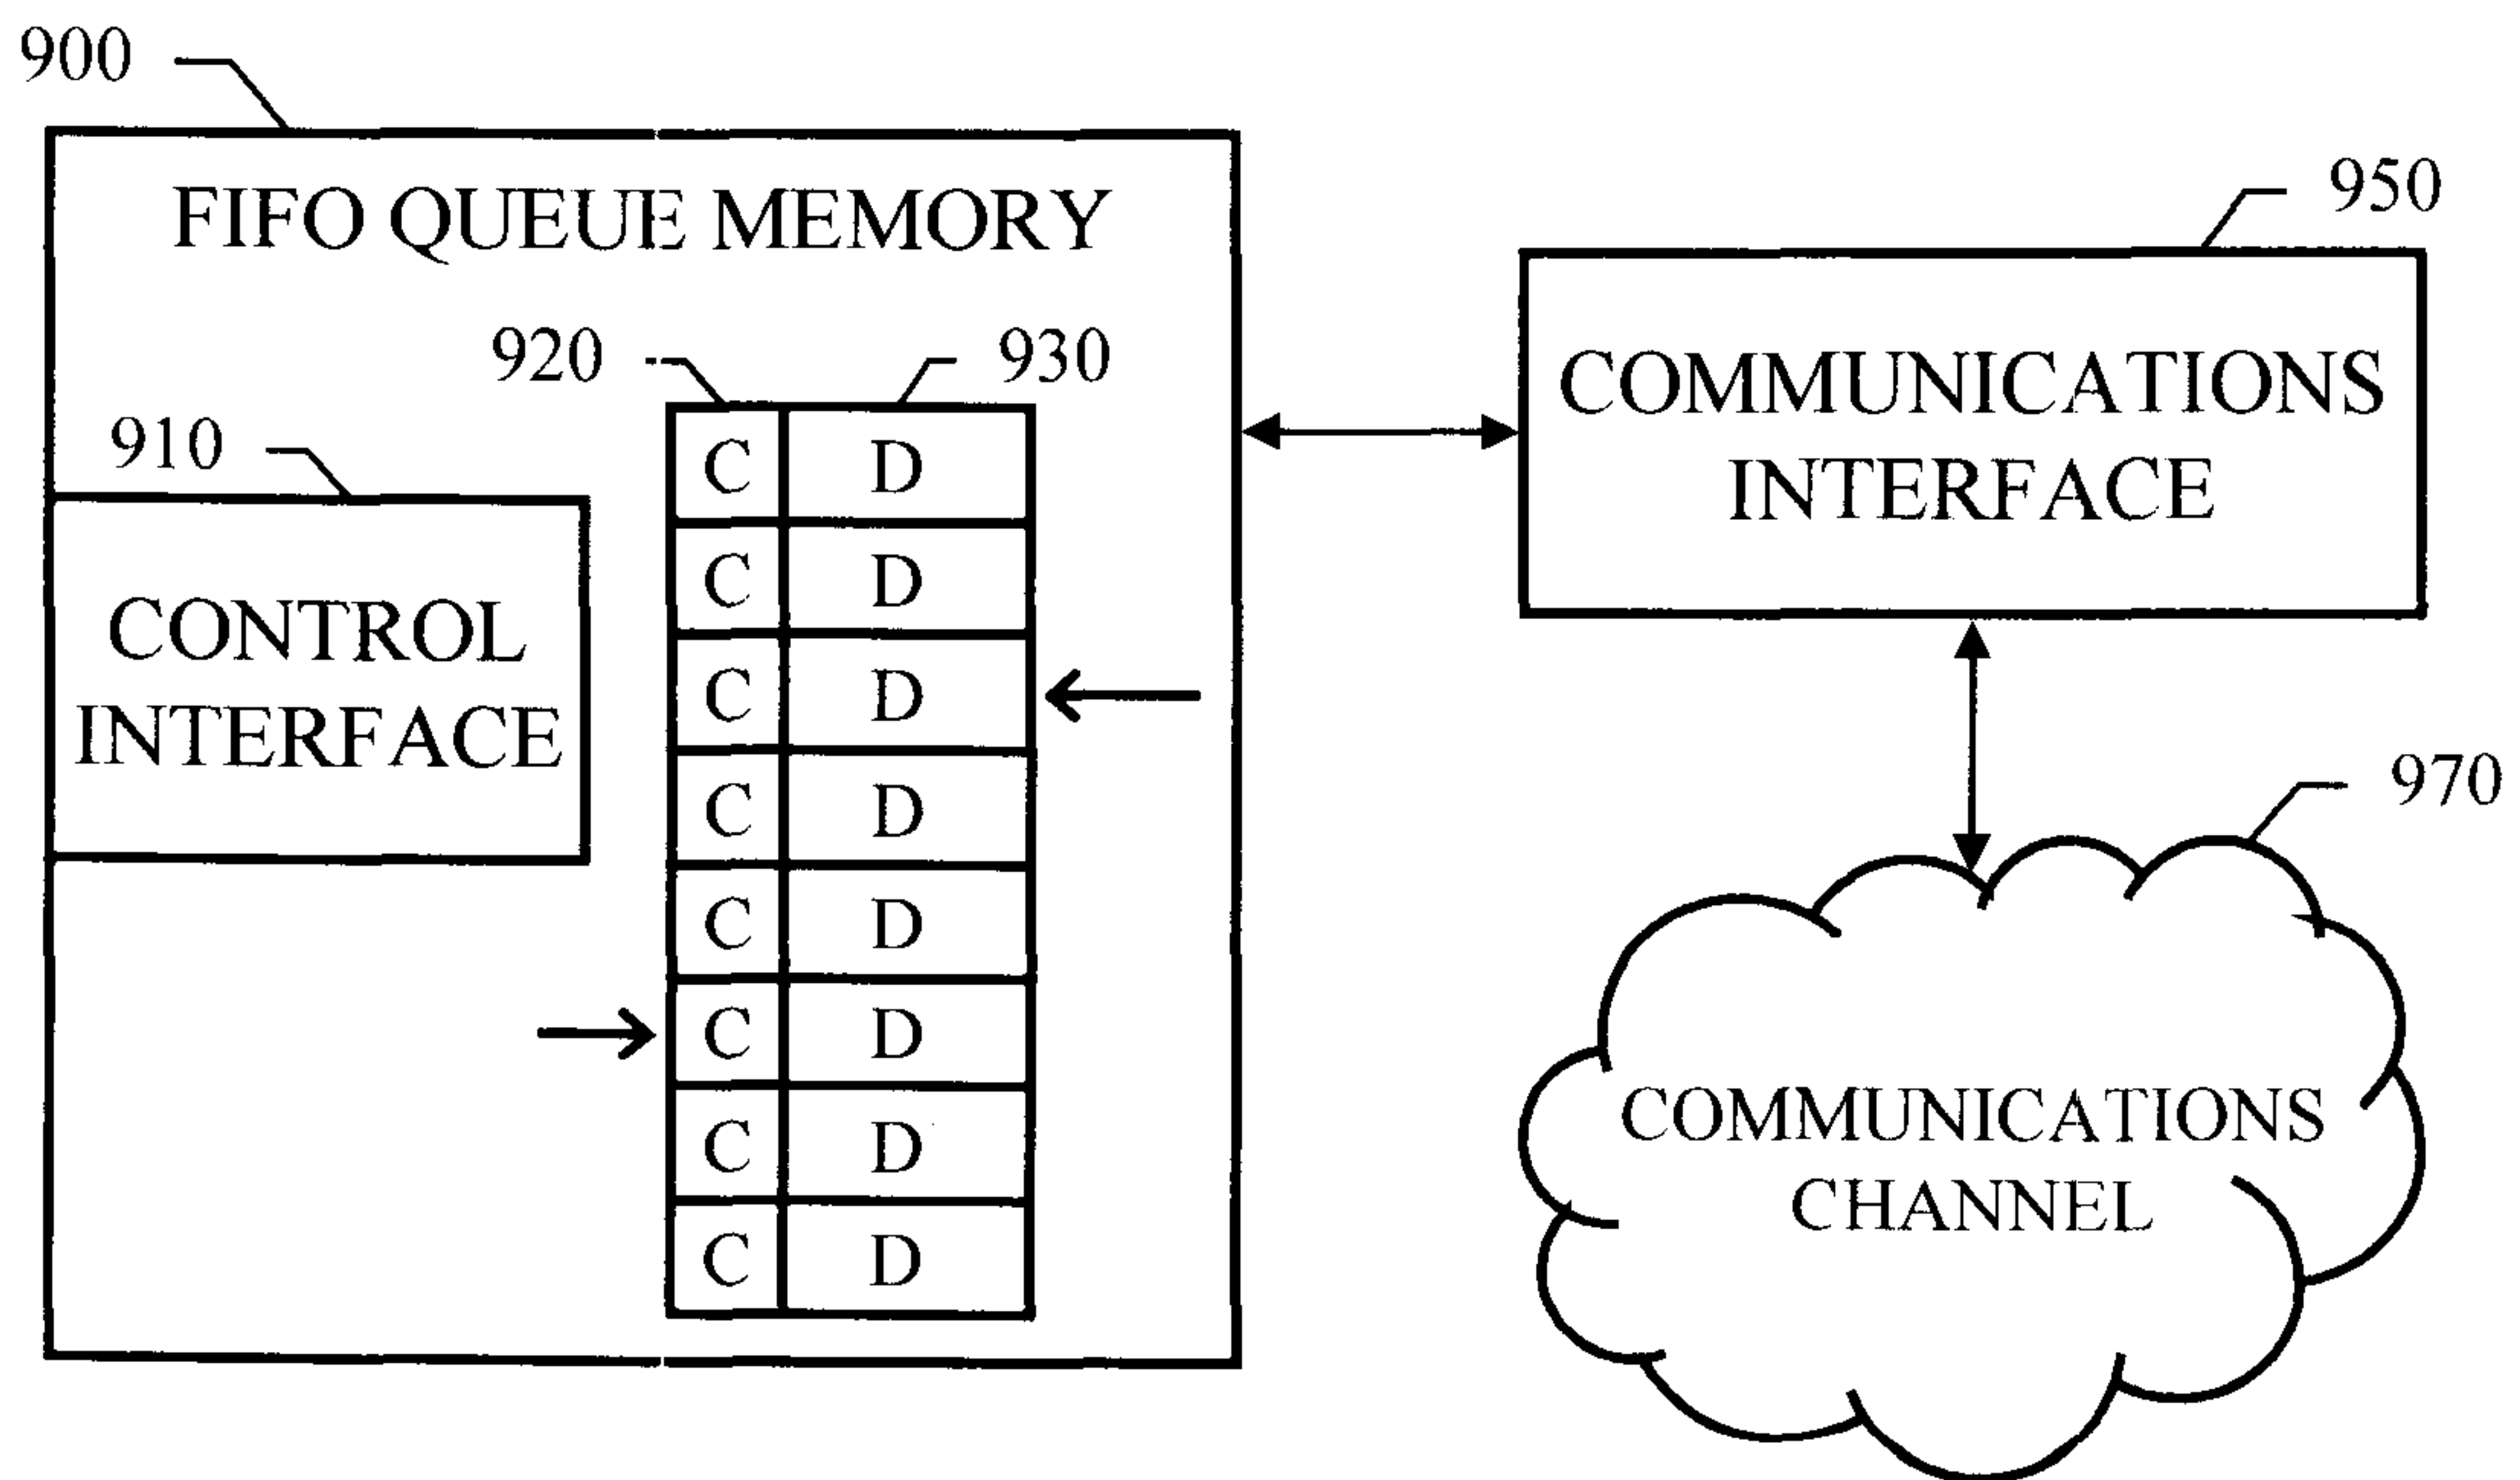 900
FIFO QUEUE MEMORY
950
920 930
COMMUNICATIONS
INTERFACE
910
CONTROL
INTERFACE
C D
C D
C D
C D
C D
C D
C D
C D
970
COMMUNICATIONS
CHANNEL